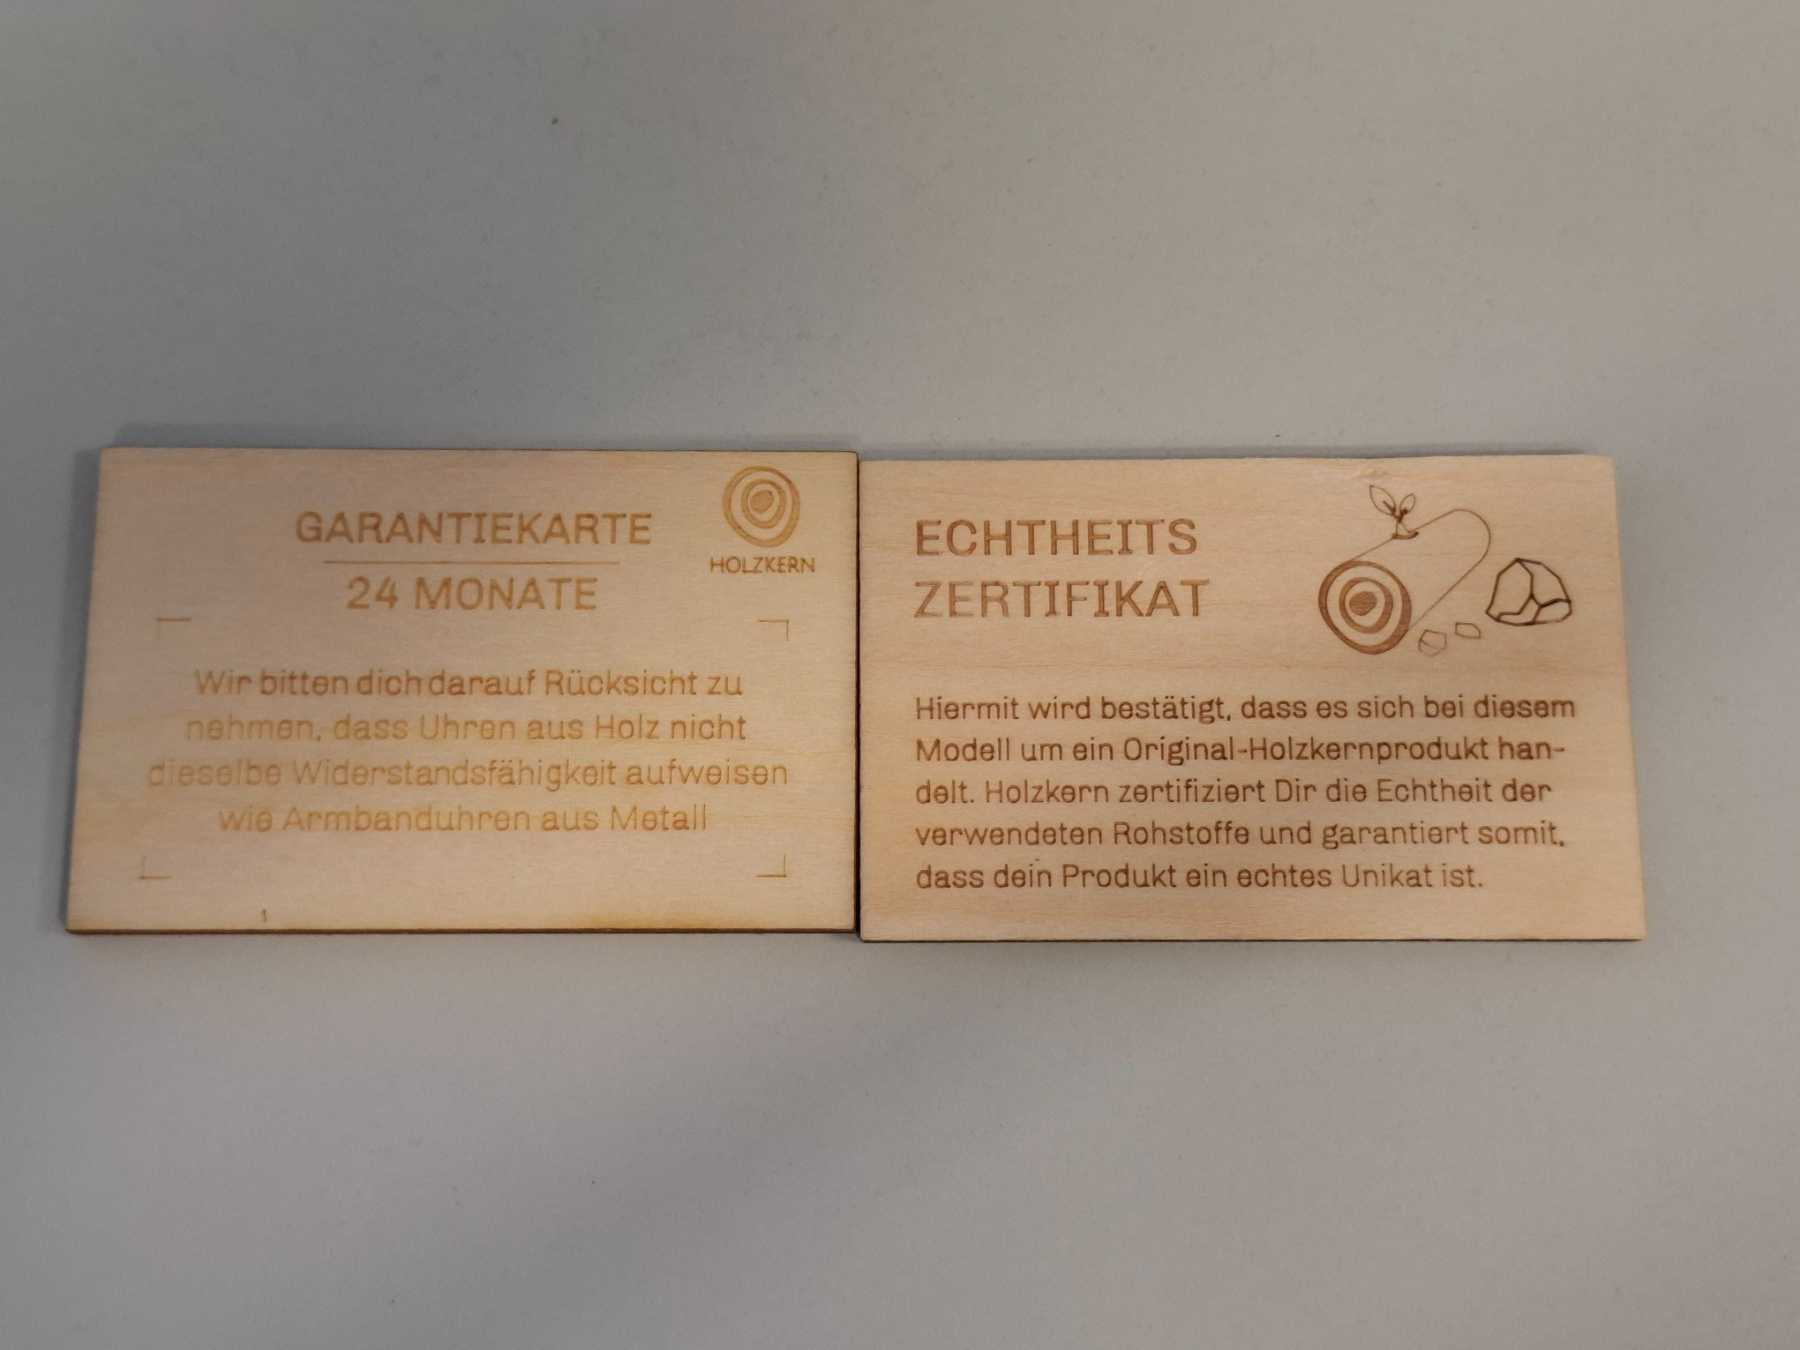 GARANTIEKARTE
24 MONATE
HOLZKERN
Wir bitten dich darauf Rücksicht zu
nehmen, dass Uhren aus Holz nicht
dieselbe Widerstandsfähigkeit aufweisen
wie Armbanduhren aus Metall
ECHTHEITS
ZERTIFIKAT
Hiermit wird bestätigt, dass es sich bei diesem
Modell um ein Original-Holzkernprodukt han-
delt. Holzkern zertifiziert Dir die Echtheit der
verwendeten Rohstoffe und garantiert somit,
dass dein Produkt ein echtes Unikat ist.